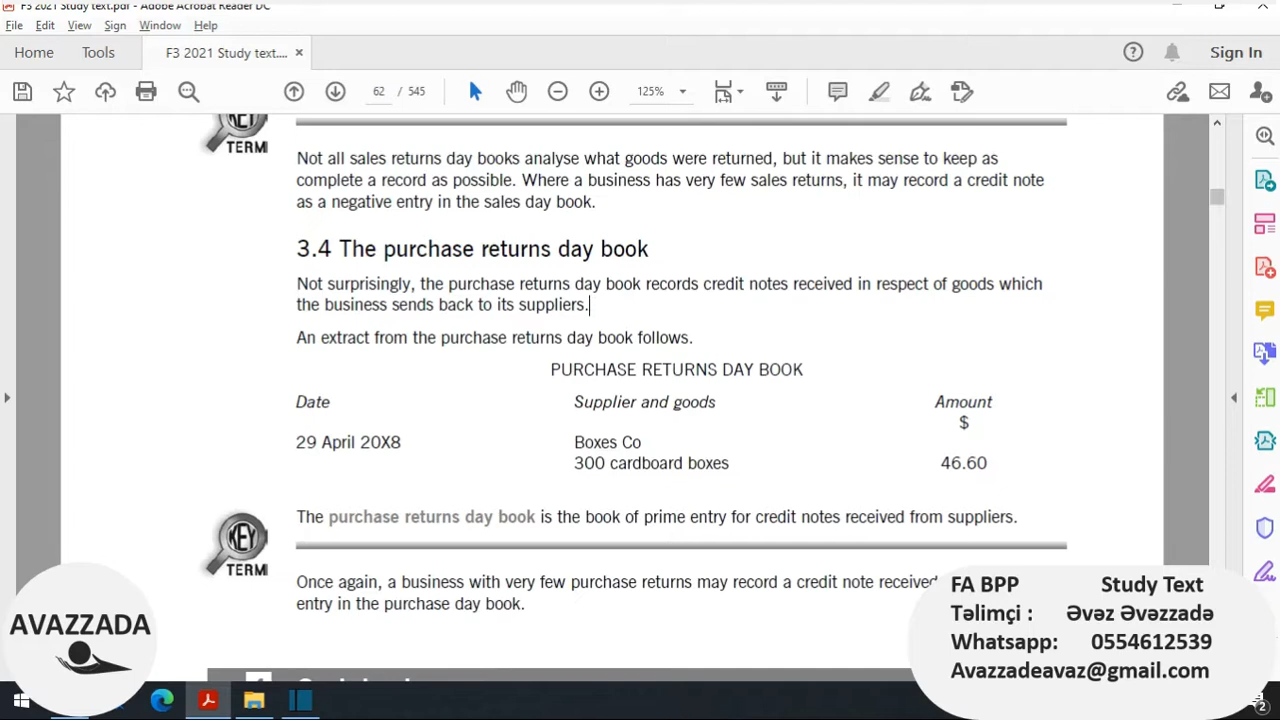 F3 2021 Study text.pdf - Adobe Acrobat Reader DC
File Edit View Sign Window Help
Home Tools F3 2021 Study text.... × Sign In
62 / 545 125%
KEY
TERM
Not all sales returns day books analyse what goods were returned, but it makes sense to keep as
complete a record as possible. Where a business has very few sales returns, it may record a credit note
as a negative entry in the sales day book.
3.4 The purchase returns day book
Not surprisingly, the purchase returns day book records credit notes received in respect of goods which
the business sends back to its suppliers.
An extract from the purchase returns day book follows.
PURCHASE RETURNS DAY BOOK
Date Supplier and goods Amount
$
29 April 20X8 Boxes Co
300 cardboard boxes 46.60
KEY
TERM
The purchase returns day book is the book of prime entry for credit notes received from suppliers.
Once again, a business with very few purchase returns may record a credit note received
entry in the purchase day book.
AVAZZADA
FA BPP Study Text
Təlimçi : Əvəz Əvəzzadə
Whatsapp: 0554612539
Avazzadeavaz@gmail.com
2